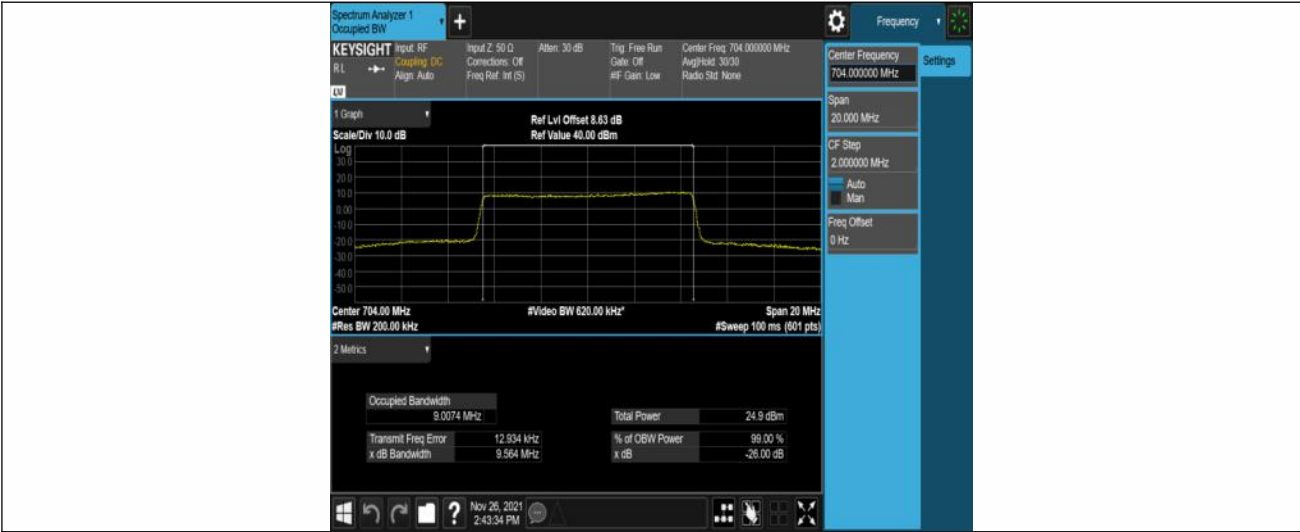 Spectrum Analyzer 1
Occupied BW
+
Frequency
KEYSIGHT
RL
Input: RF
Coupling: DC
Align: Auto
Input Z: 50 Ω
Corrections: Off
Freq Ref: Int (S)
Atten: 30 dB
Trig: Free Run
Gate: Off
#IF Gain: Low
Center Freq: 704.000000 MHz
Avg|Hold: 30/30
Radio Std: None
Center Frequency
704.000000 MHz
Settings
Span
20.000 MHz
CF Step
2.000000 MHz
Auto
Man
Freq Offset
0 Hz
1 Graph
Ref Lvl Offset 8.63 dB
Scale/Div 10.0 dB
Ref Value 40.00 dBm
Log
30.0
20.0
10.0
0.00
-10.0
-20.0
-30.0
-40.0
-50.0
Center 704.00 MHz
#Video BW 620.00 kHz*
Span 20 MHz
#Res BW 200.00 kHz
#Sweep 100 ms (601 pts)
2 Metrics
Occupied Bandwidth
9.0074 MHz
Total Power 24.9 dBm
Transmit Freq Error 12.934 kHz
% of OBW Power 99.00 %
x dB Bandwidth 9.564 MHz
x dB -26.00 dB
?
Nov 26, 2021
2:43:34 PM